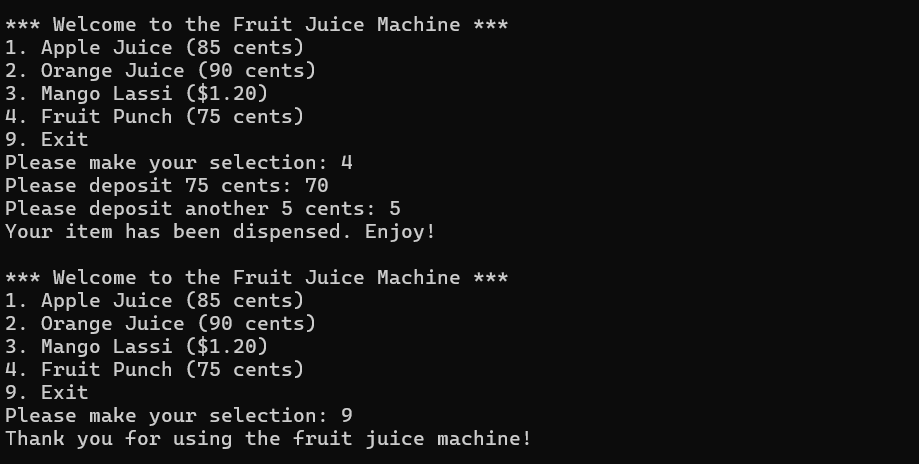 *** Welcome to the Fruit Juice Machine ***
1. Apple Juice (85 cents)
2. Orange Juice (90 cents)
3. Mango Lassi ($1.20)
4. Fruit Punch (75 cents)
9. Exit
Please make your selection: 4
Please deposit 75 cents: 70
Please deposit another 5 cents: 5
Your item has been dispensed. Enjoy!

*** Welcome to the Fruit Juice Machine ***
1. Apple Juice (85 cents)
2. Orange Juice (90 cents)
3. Mango Lassi ($1.20)
4. Fruit Punch (75 cents)
9. Exit
Please make your selection: 9
Thank you for using the fruit juice machine!